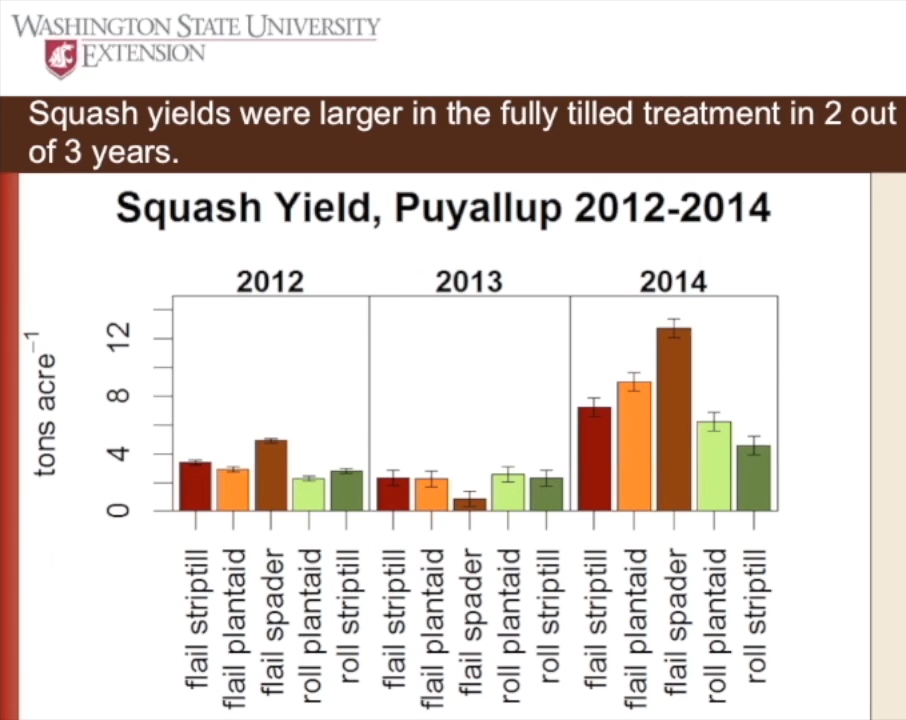 WASHINGTON STATE UNIVERSITY
EXTENSION
Squash yields were larger in the fully tilled treatment in 2 out
of 3 years.
Squash Yield, Puyallup 2012-2014
2012 2013 2014
tons acre⁻¹
12
8
4
0
flail striptill
flail plantaid
flail spader
roll plantaid
roll striptill
flail striptill
flail plantaid
flail spader
roll plantaid
roll striptill
flail striptill
flail plantaid
flail spader
roll plantaid
roll striptill